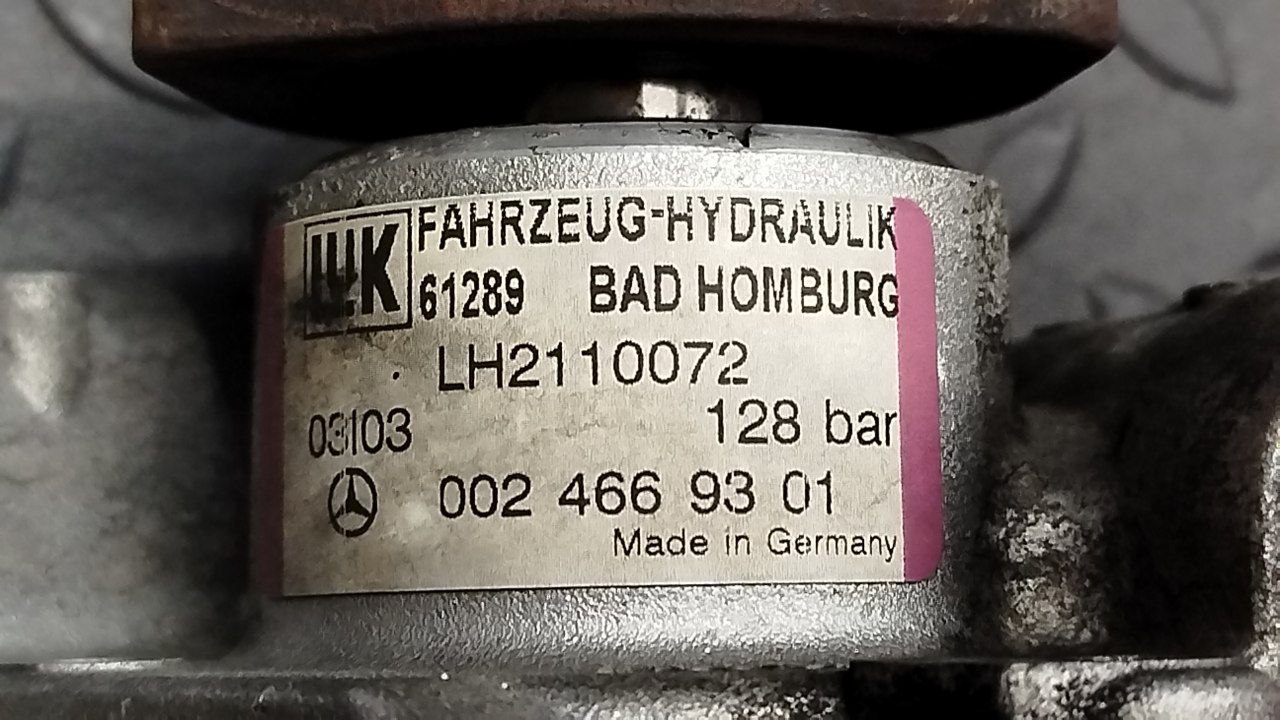 LUK FAHRZEUG-HYDRAULIK
61289 BAD HOMBURG
LH2110072
03103 128 bar
002 466 93 01
Made in Germany